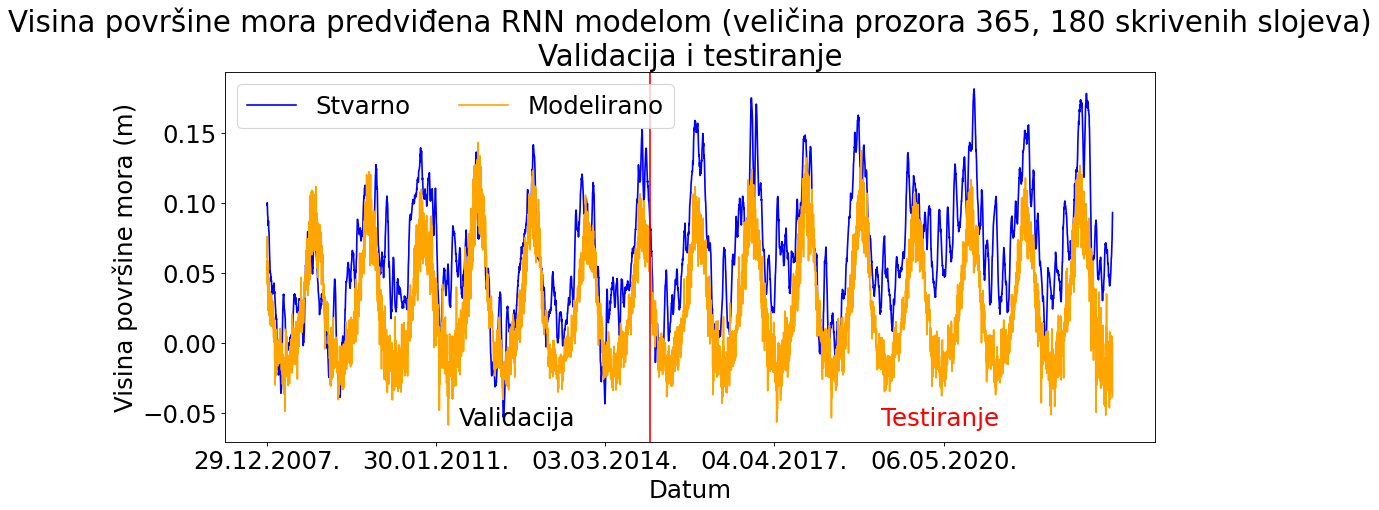 Visina površine mora predviđena RNN modelom (veličina prozora 365, 180 skrivenih slojeva)
Validacija i testiranje
Stvarno
Modelirano
Visina površine mora (m)
0.15
0.10
0.05
0.00
−0.05
Validacija
Testiranje
29.12.2007.
30.01.2011.
03.03.2014.
04.04.2017.
06.05.2020.
Datum